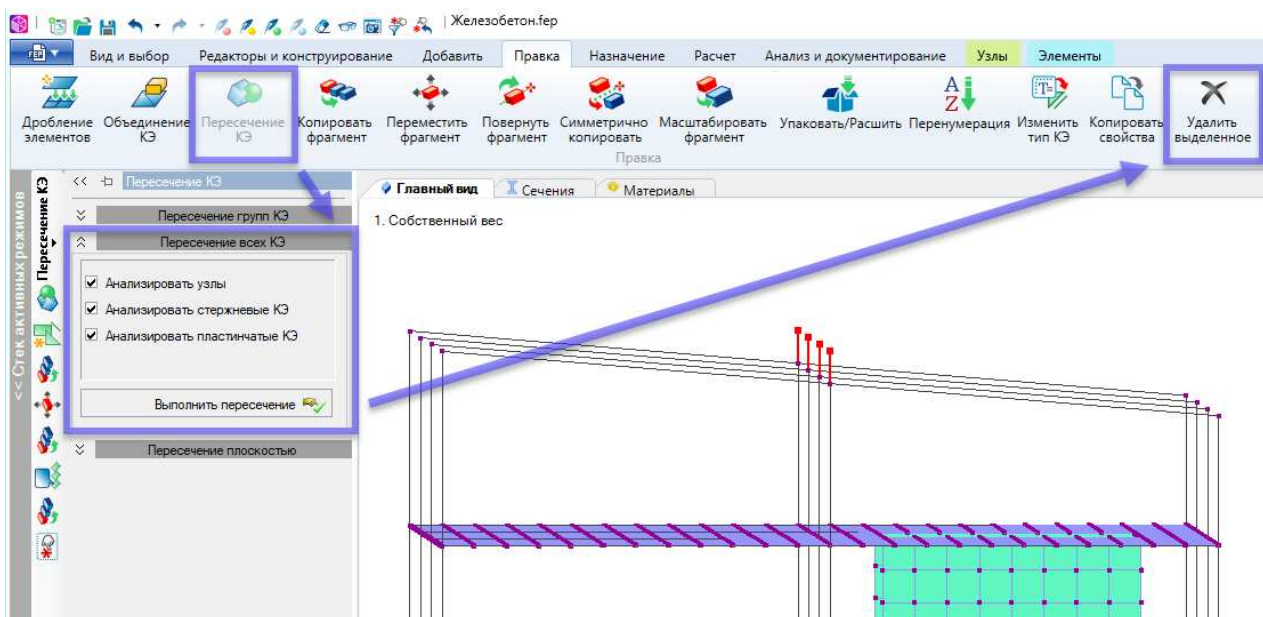 Железобетон.fep
FEP
Вид и выбор Редакторы и конструирование Добавить Правка Назначение Расчет Анализ и документирование Узлы Элементы
Дробление элементов
Объединение КЭ
Пересечение КЭ
Копировать фрагмент
Переместить фрагмент
Повернуть фрагмент
Симметрично копировать
Масштабировать фрагмент
Упаковать/Расшить
Перенумерация
Изменить тип КЭ
Копировать свойства
Удалить выделенное
Правка
<< Стек активных режимов
Пересечение КЭ
<< Пересечение КЭ
Пересечение групп КЭ
Пересечение всех КЭ
Анализировать узлы
Анализировать стержневые КЭ
Анализировать пластинчатые КЭ
Выполнить пересечение
Пересечение плоскостью
Главный вид Сечения Материалы
1. Собственный вес